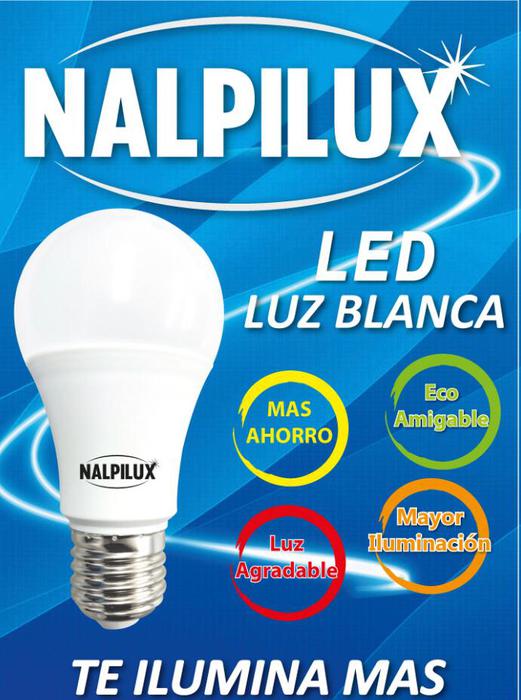 NALPILUX
LED
LUZ BLANCA
MAS
AHORRO
Eco
Amigable
NALPILUX
Luz
Agradable
Mayor
Iluminación
TE ILUMINA MAS